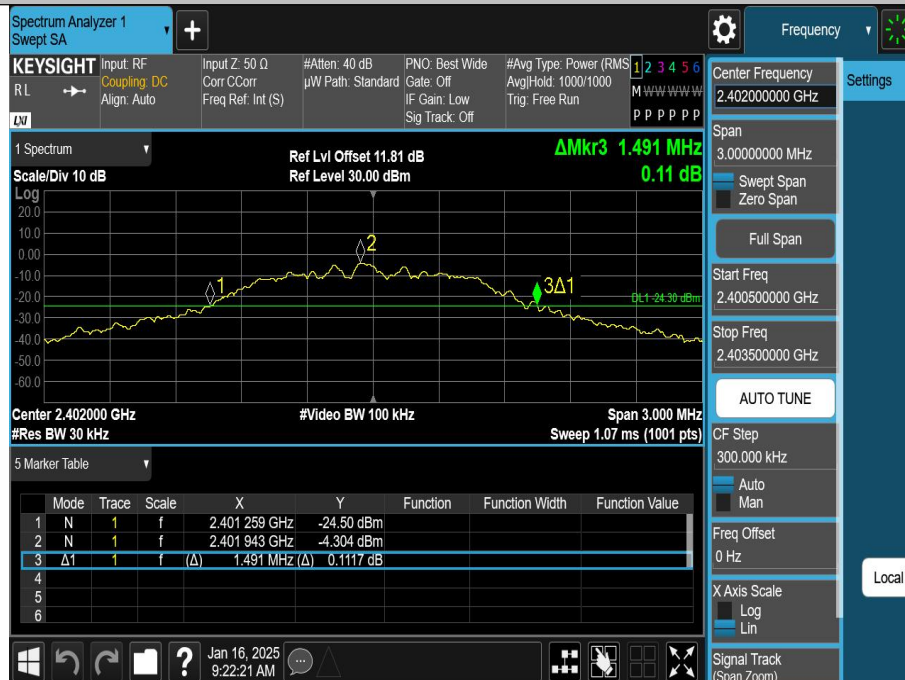 Spectrum Analyzer 1
Swept SA
+
Frequency
KEYSIGHT
RL
LXI
Input: RF
Coupling: DC
Align: Auto
Input Z: 50 Ω
Corr CCorr
Freq Ref: Int (S)
#Atten: 40 dB
µW Path: Standard
PNO: Best Wide
Gate: Off
IF Gain: Low
Sig Track: Off
#Avg Type: Power (RMS
Avg|Hold: 1000/1000
Trig: Free Run
1 2 3 4 5 6
M W W W W W
P P P P P P
1 Spectrum
Scale/Div 10 dB
Ref Lvl Offset 11.81 dB
Ref Level 30.00 dBm
ΔMkr3 1.491 MHz
0.11 dB
Log
20.0
10.0
0.00
-10.0
-20.0
-30.0
-40.0
-50.0
-60.0
1
2
3Δ1
DL1 -24.30 dBm
Center 2.402000 GHz
#Res BW 30 kHz
#Video BW 100 kHz
Span 3.000 MHz
Sweep 1.07 ms (1001 pts)
5 Marker Table
Mode Trace Scale X Y Function Function Width Function Value
1 N 1 f 2.401 259 GHz -24.50 dBm
2 N 1 f 2.401 943 GHz -4.304 dBm
3 Δ1 1 f (Δ) 1.491 MHz (Δ) 0.1117 dB
4
5
6
?
Jan 16, 2025
9:22:21 AM
Center Frequency
2.402000000 GHz
Span
3.00000000 MHz
Swept Span
Zero Span
Full Span
Start Freq
2.400500000 GHz
Stop Freq
2.403500000 GHz
AUTO TUNE
CF Step
300.000 kHz
Auto
Man
Freq Offset
0 Hz
X Axis Scale
Log
Lin
Signal Track
(Span Zoom)
Settings
Local